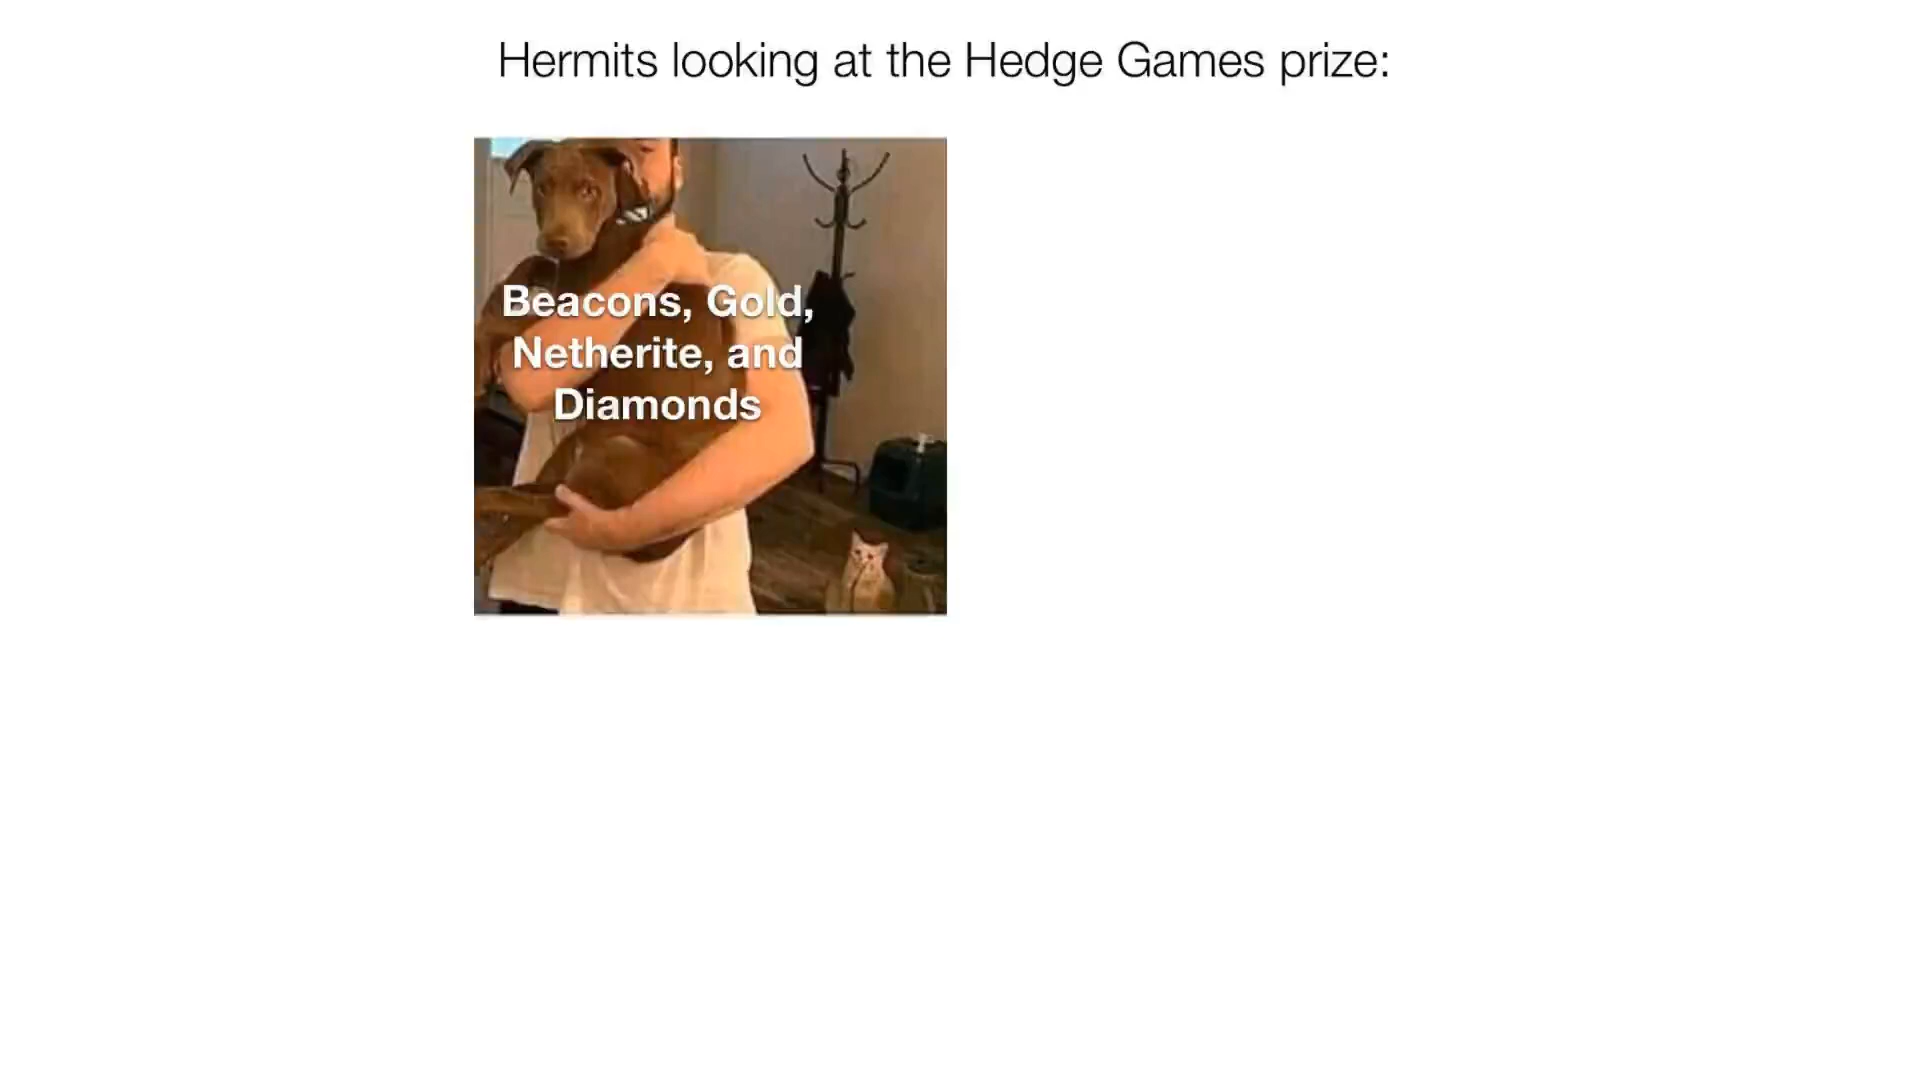 Hermits looking at the Hedge Games prize:
Beacons, Gold,
Netherite, and
Diamonds